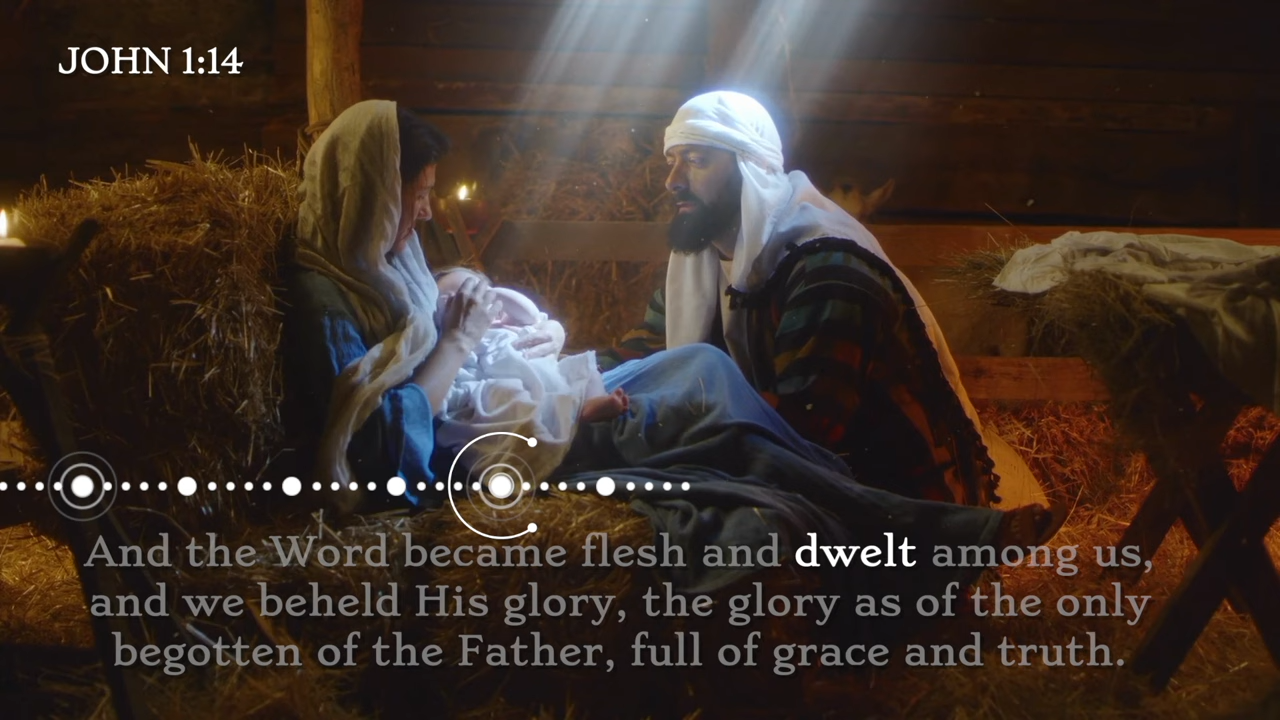 JOHN 1:14
And the Word became flesh and dwelt among us,
and we beheld His glory, the glory as of the only
begotten of the Father, full of grace and truth.